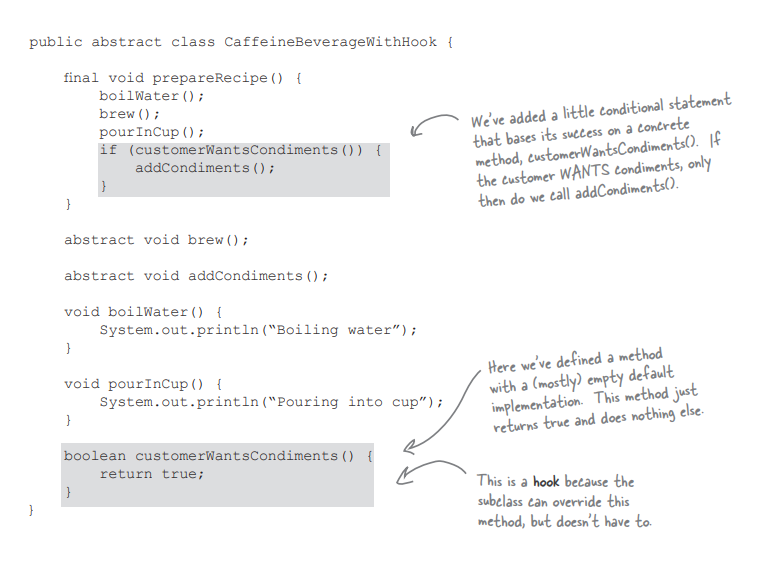 public abstract class CaffeineBeverageWithHook {
final void prepareRecipe() {
boilWater();
brew();
pourInCup();
if (customerWantsCondiments()) {
addCondiments();
}
}
We've added a little conditional statement
that bases its success on a concrete
method, customerWantsCondiments(). If
the customer WANTS condiments, only
then do we call addCondiments().
abstract void brew();
abstract void addCondiments();
void boilWater() {
System.out.println(“Boiling water”);
}
void pourInCup() {
System.out.println(“Pouring into cup”);
}
Here we've defined a method
with a (mostly) empty default
implementation. This method just
returns true and does nothing else.
boolean customerWantsCondiments() {
return true;
}
}
This is a hook because the
subclass can override this
method, but doesn't have to.